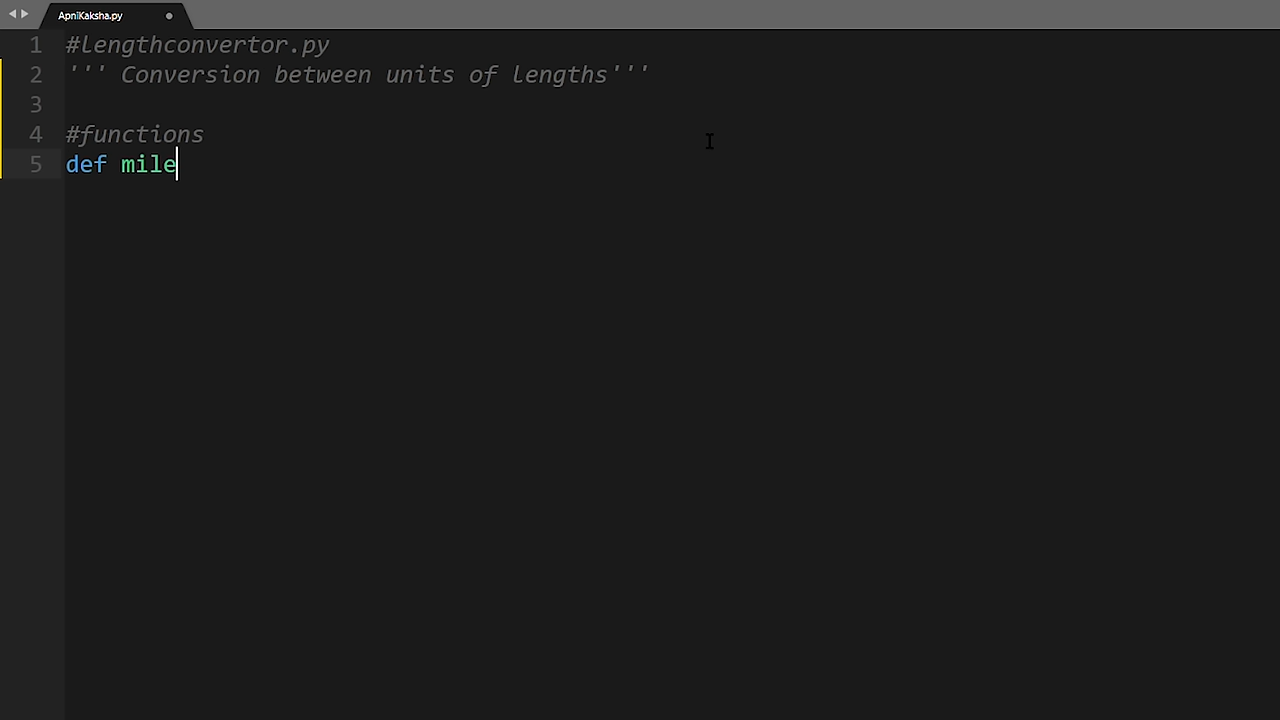 ApniKaksha.py
1 #lengthconvertor.py
2 ''' Conversion between units of lengths'''
3
4 #functions
5 def mile